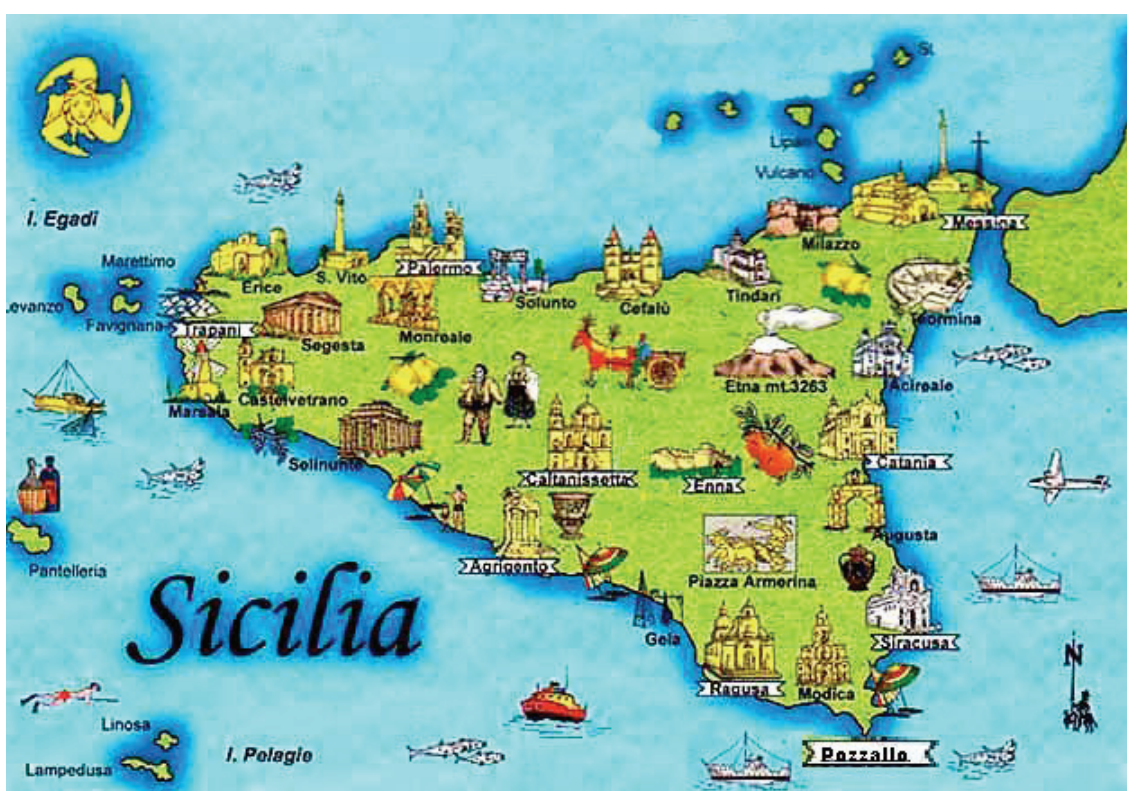 St
Lipari
Vulcano
I. Egadi
Messina
Milazzo
Marettimo
Palermo
S. Vito
Erice
Tindari
Solunto
Cefalù
Levanzo
Favignana
Trapani
Taormina
Monreale
Segesta
Etna mt.3263
Acireale
Castelvetrano
Marsala
Selinunte
Catania
Caltanissetta
Enna
Augusta
Agrigento
Pantelleria
Piazza Armerina
Sicilia
Gela
Siracusa
N
Ragusa
Modica
Linosa
I. Pelagie
Pozzallo
Lampedusa